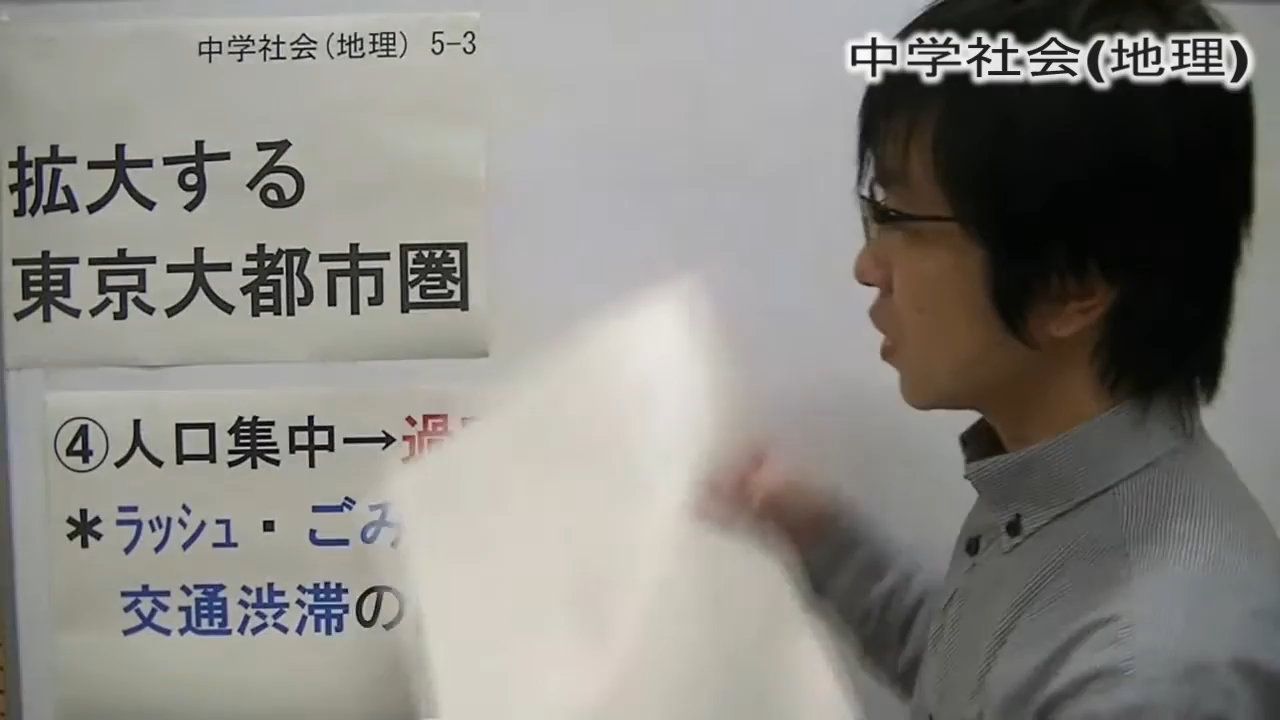 中学社会(地理) 5-3
中学社会(地理)
拡大する
東京大都市圏
④人口集中→過
*ラッシュ・ごみ
交通渋滞の